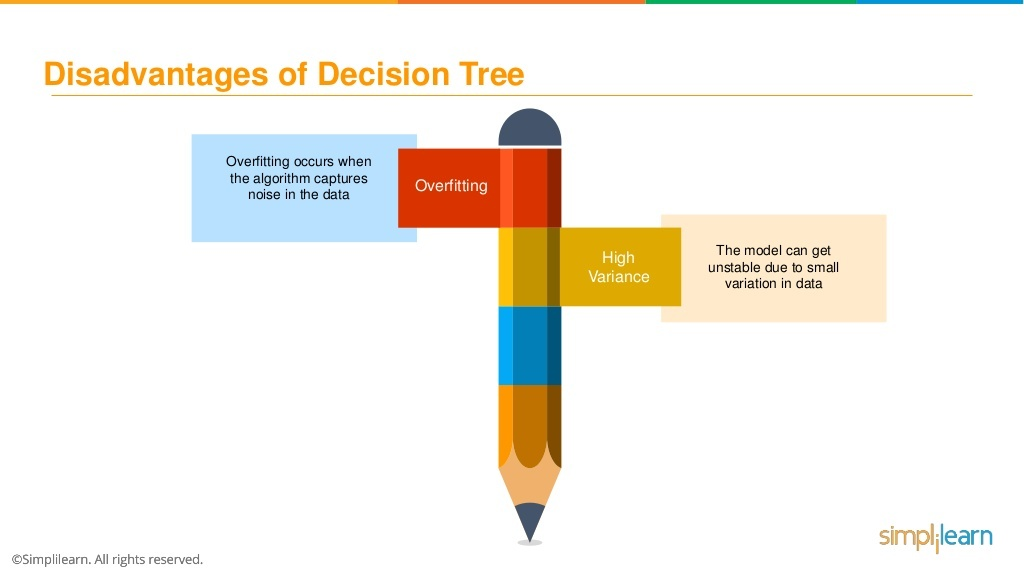 Disadvantages of Decision Tree
Overfitting occurs when
the algorithm captures
noise in the data
Overfitting
High
Variance
The model can get
unstable due to small
variation in data
simplilearn
©Simplilearn. All rights reserved.